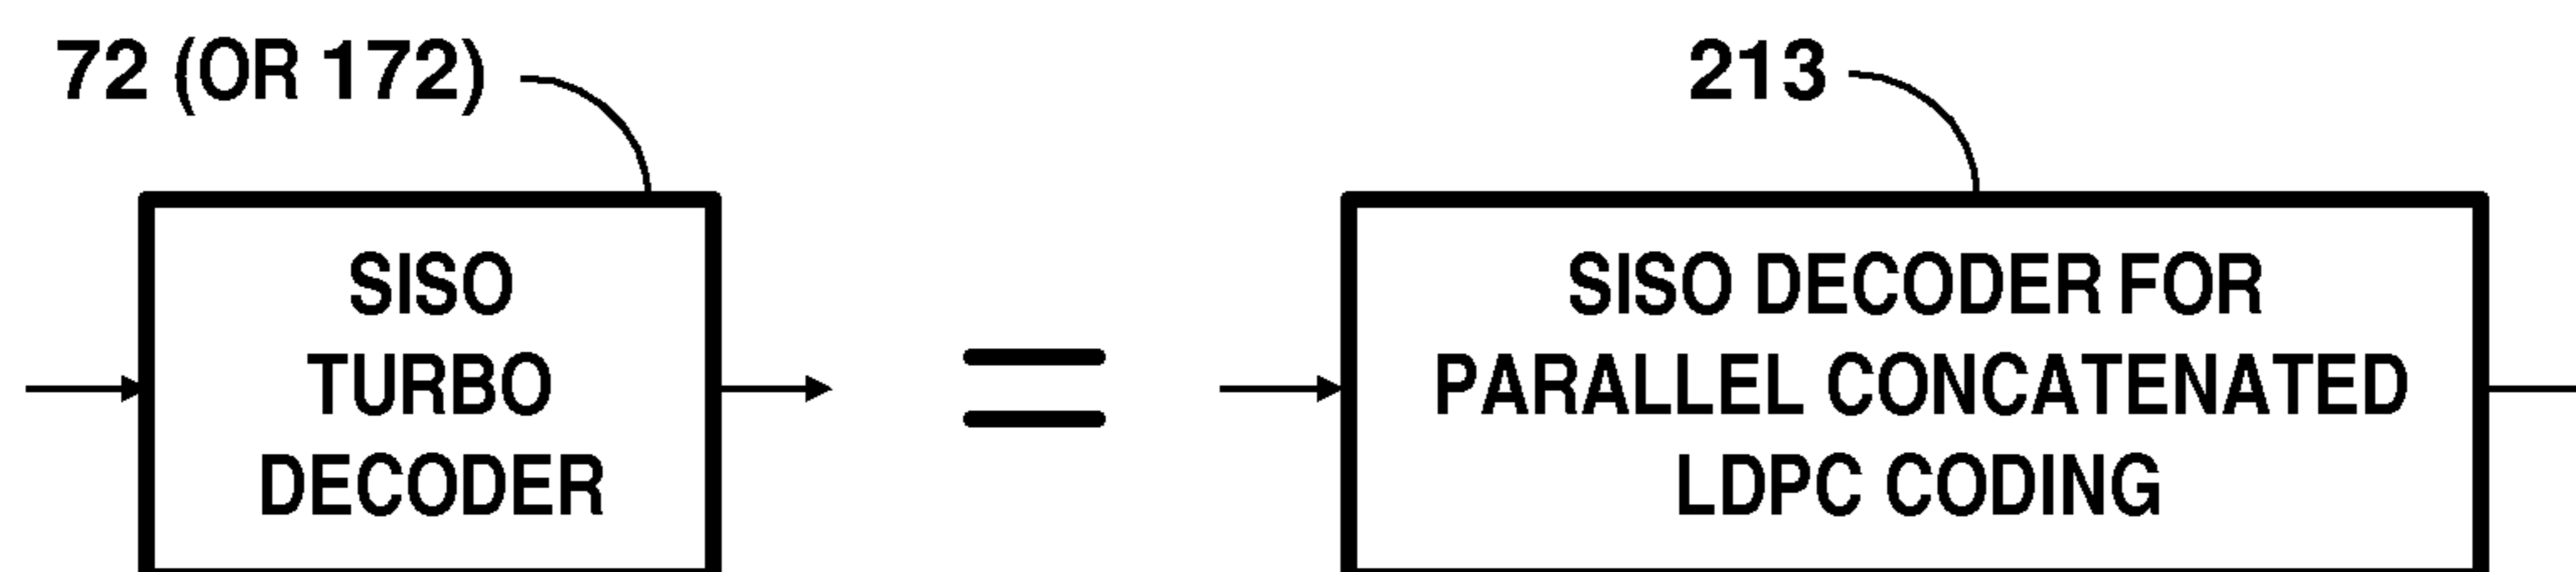 72 (OR 172)
213
SISO
TURBO
DECODER
=
SISO DECODER FOR
PARALLEL CONCATENATED
LDPC CODING